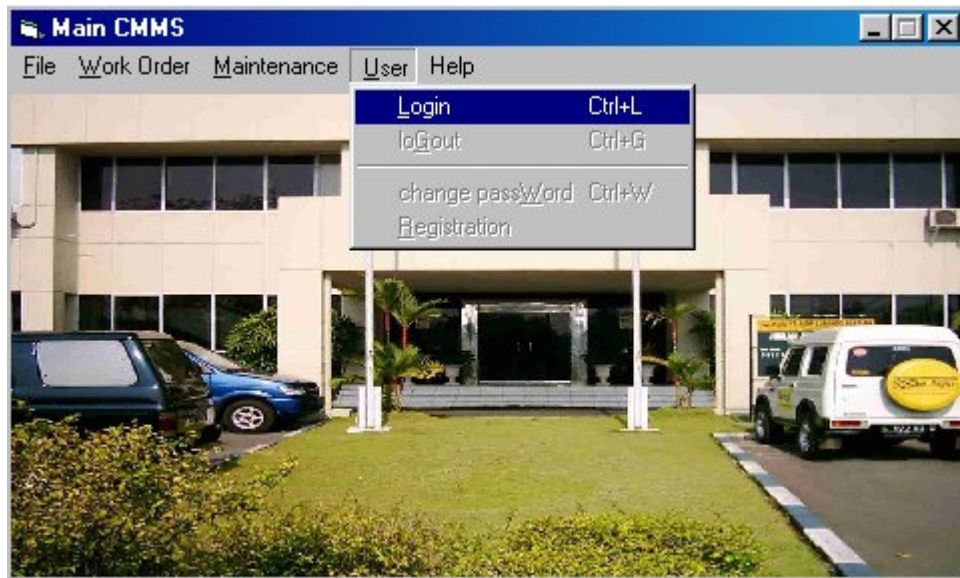 Main CMMS
File Work Order Maintenance User Help
Login Ctrl+L
loGout Ctrl+G
change passWord Ctrl+W
Registration